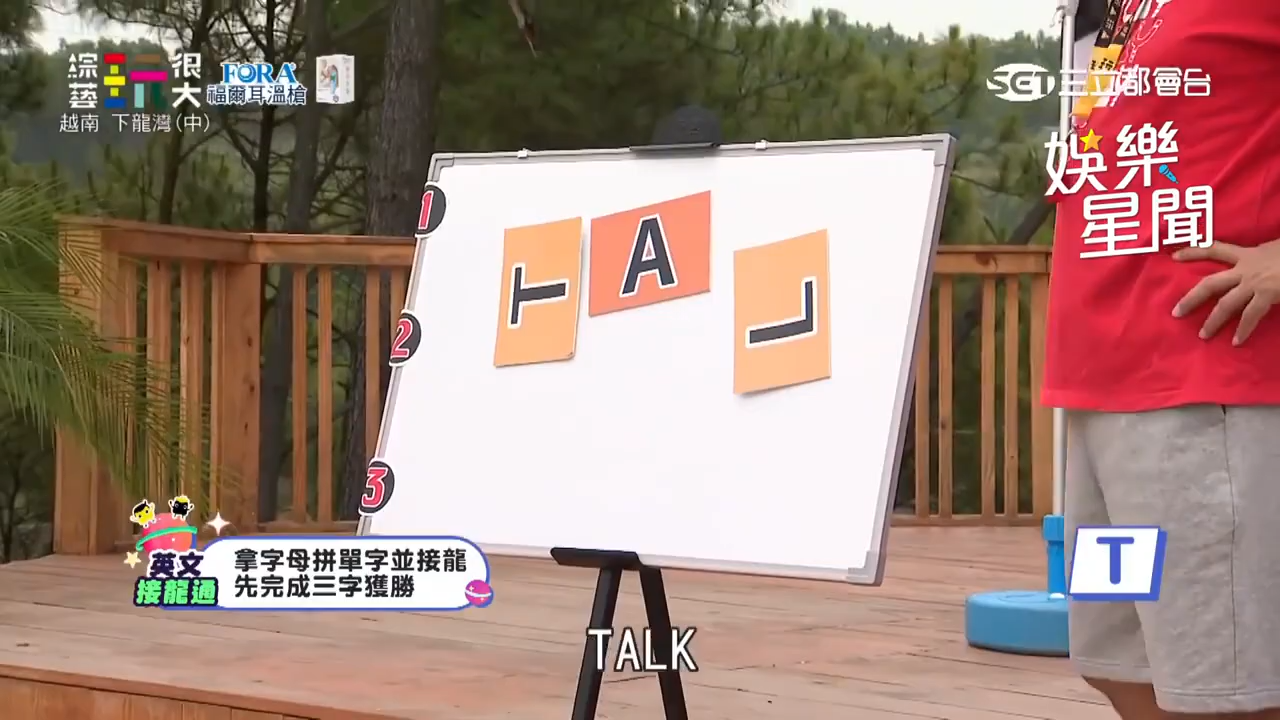 綜藝玩很大
FORA
福爾耳溫槍
越南 下龍灣(中)
SET三立都會台
娛樂
星聞
1
2
3
T A L
英文
接龍通
拿字母拼單字並接龍
先完成三字獲勝
T
TALK